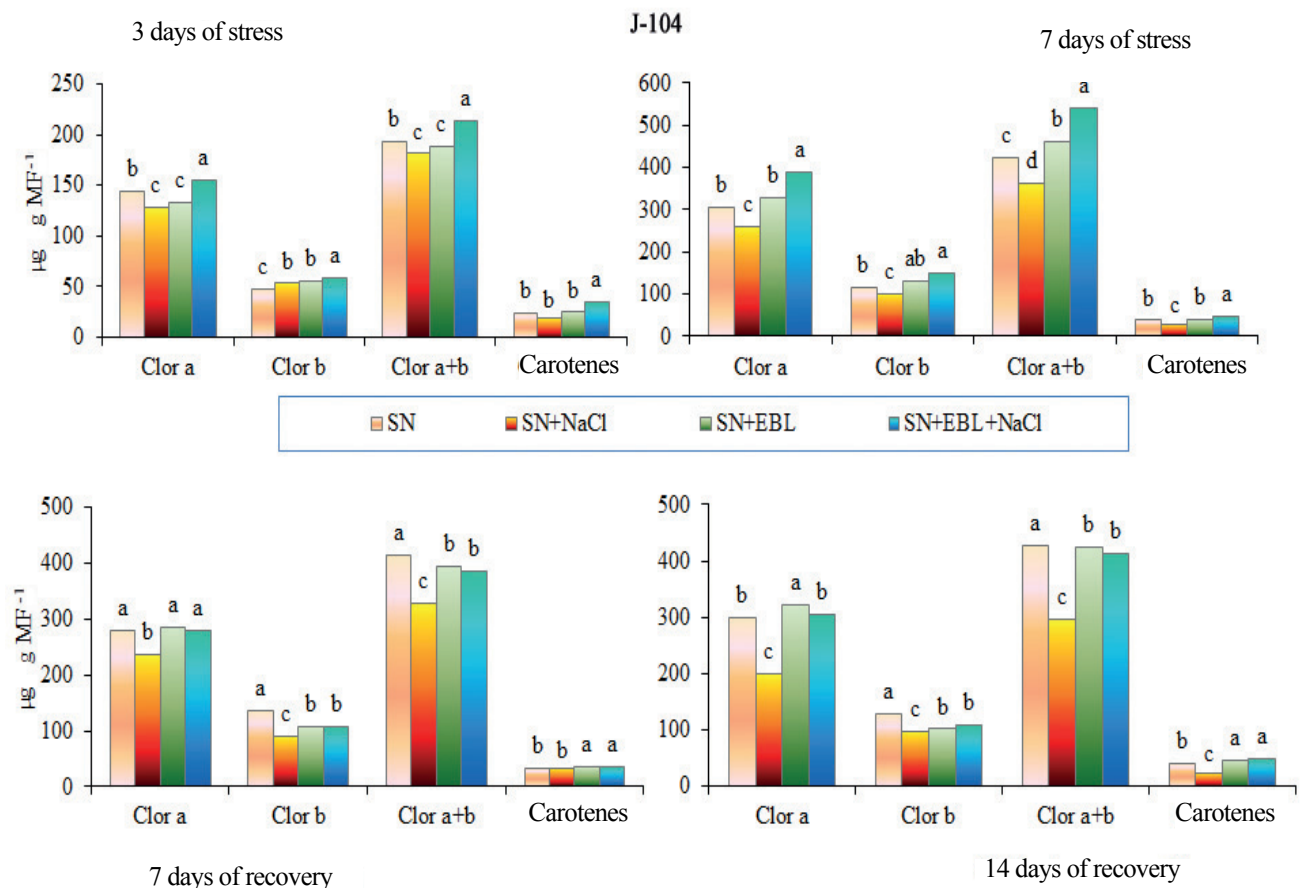 J-104
3 days of stress
7 days of stress
µg g MF⁻¹
250
200
150
100
50
0
b c c a
c b b a
b c c a
b b b a
Clor a Clor b Clor a+b Carotenes
600
500
400
300
200
100
0
b c b a
b c ab a
c d b a
b c b a
Clor a Clor b Clor a+b Carotenes
SN SN+NaCl SN+EBL SN+EBL+NaCl
µg g MF⁻¹
500
400
300
200
100
0
a b a a
a c b b
a c b b
b b a a
Clor a Clor b Clor a+b Carotenes
7 days of recovery
500
400
300
200
100
0
b c a b
a c b b
a c b b
b c a a
Clor a Clor b Clor a+b Carotenes
14 days of recovery